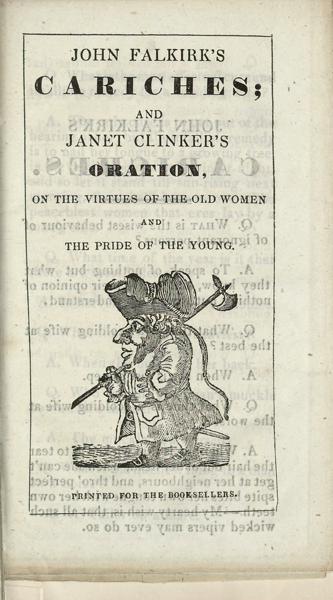 JOHN FALKIRK'S
CARICHES;
AND
JANET CLINKER'S
ORATION,
ON THE VIRTUES OF THE OLD WOMEN
AND
THE PRIDE OF THE YOUNG.
PRINTED FOR THE BOOKSELLERS.